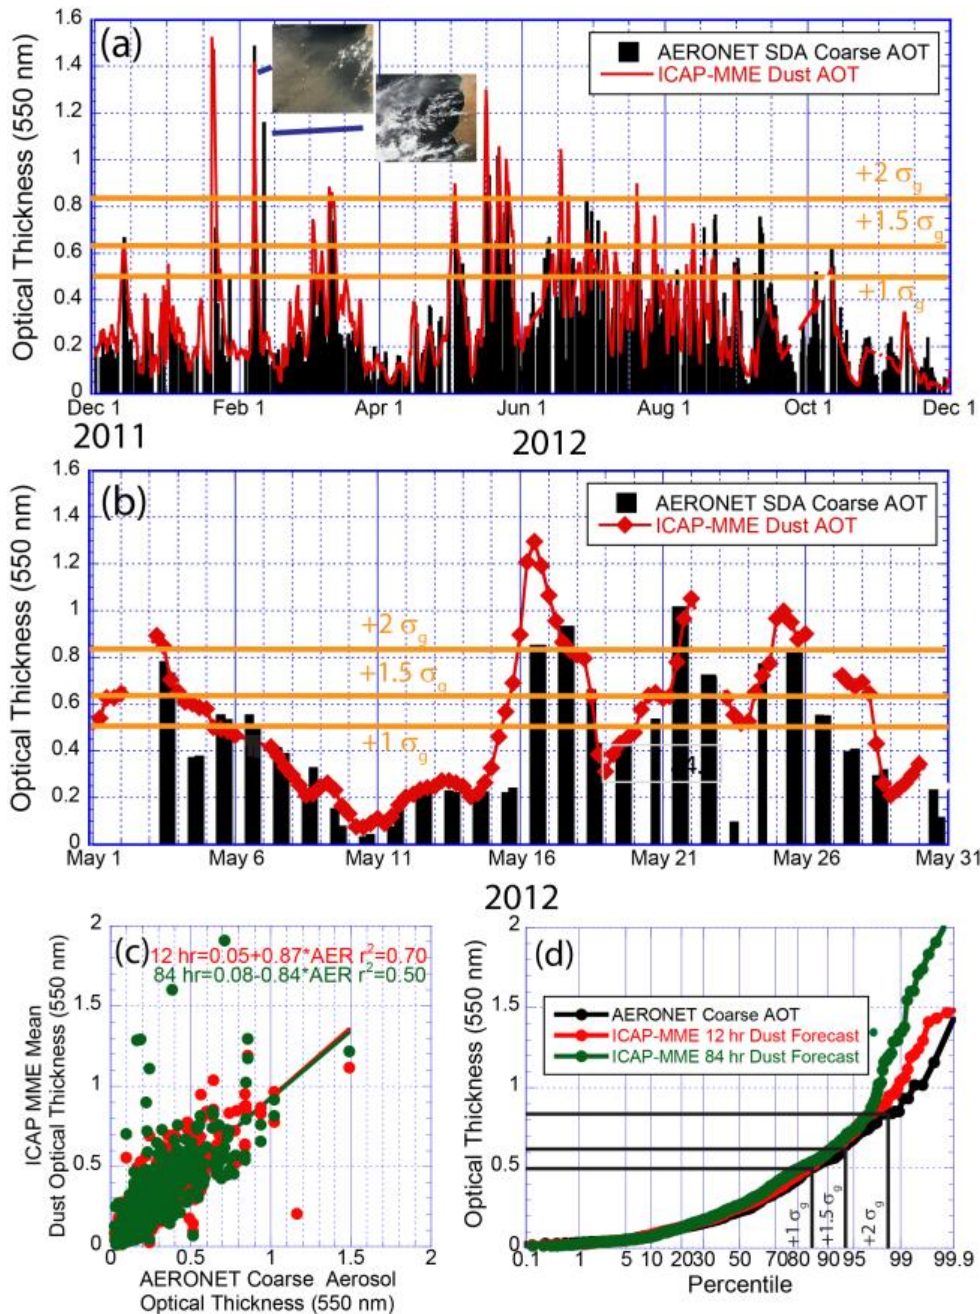 (a)
AERONET SDA Coarse AOT
ICAP-MME Dust AOT
Optical Thickness (550 nm)
1.6
1.4
1.2
1
0.8
0.6
0.4
0.2
0
+2 σg
+1.5 σg
+1 σg
Dec 1 Feb 1 Apr 1 Jun 1 Aug 1 Oct 1 Dec 1
2011 2012
(b)
AERONET SDA Coarse AOT
ICAP-MME Dust AOT
Optical Thickness (550 nm)
1.6
1.4
1.2
1
0.8
0.6
0.4
0.2
0
+2 σg
+1.5 σg
+1 σg
May 1 May 6 May 11 May 16 May 21 May 26 May 31
2012
(c)
12 hr=0.05+0.87*AER r²=0.70
84 hr=0.08-0.84*AER r²=0.50
ICAP MME Mean
Dust Optical Thickness (550 nm)
2
1.5
1
0.5
0
0 0.5 1 1.5 2
AERONET Coarse Aerosol
Optical Thickness (550 nm)
(d)
AERONET Coarse AOT
ICAP-MME 12 hr Dust Forecast
ICAP-MME 84 hr Dust Forecast
Optical Thickness (550 nm)
2
1.5
1
0.5
0
+1 σg
+1.5 σg
+2 σg
0.1 1 5 10 2030 50 7080 90 95 99 99.9
Percentile